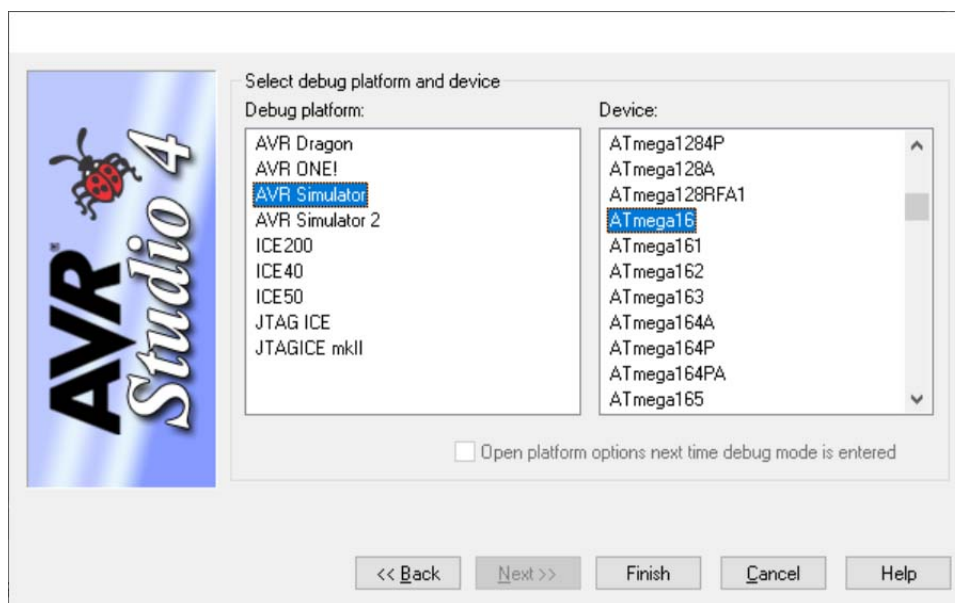 AVR® Studio 4
Select debug platform and device
Debug platform:
AVR Dragon
AVR ONE!
AVR Simulator
AVR Simulator 2
ICE200
ICE40
ICE50
JTAG ICE
JTAGICE mkII
Device:
ATmega1284P
ATmega128A
ATmega128RFA1
ATmega16
ATmega161
ATmega162
ATmega163
ATmega164A
ATmega164P
ATmega164PA
ATmega165
Open platform options next time debug mode is entered
<< Back
Next >>
Finish
Cancel
Help